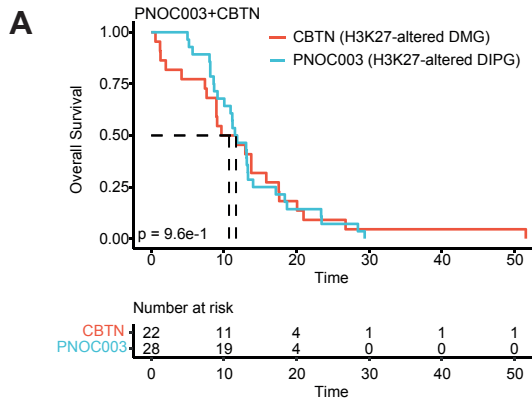 A
PNOC003+CBTN
CBTN (H3K27-altered DMG)
PNOC003 (H3K27-altered DIPG)
Overall Survival
1.00
0.75
0.50
0.25
0.00
p = 9.6e-1
0 10 20 30 40 50
Time
Number at risk
CBTN 22 11 4 1 1 1
PNOC003 28 19 4 0 0 0
0 10 20 30 40 50
Time